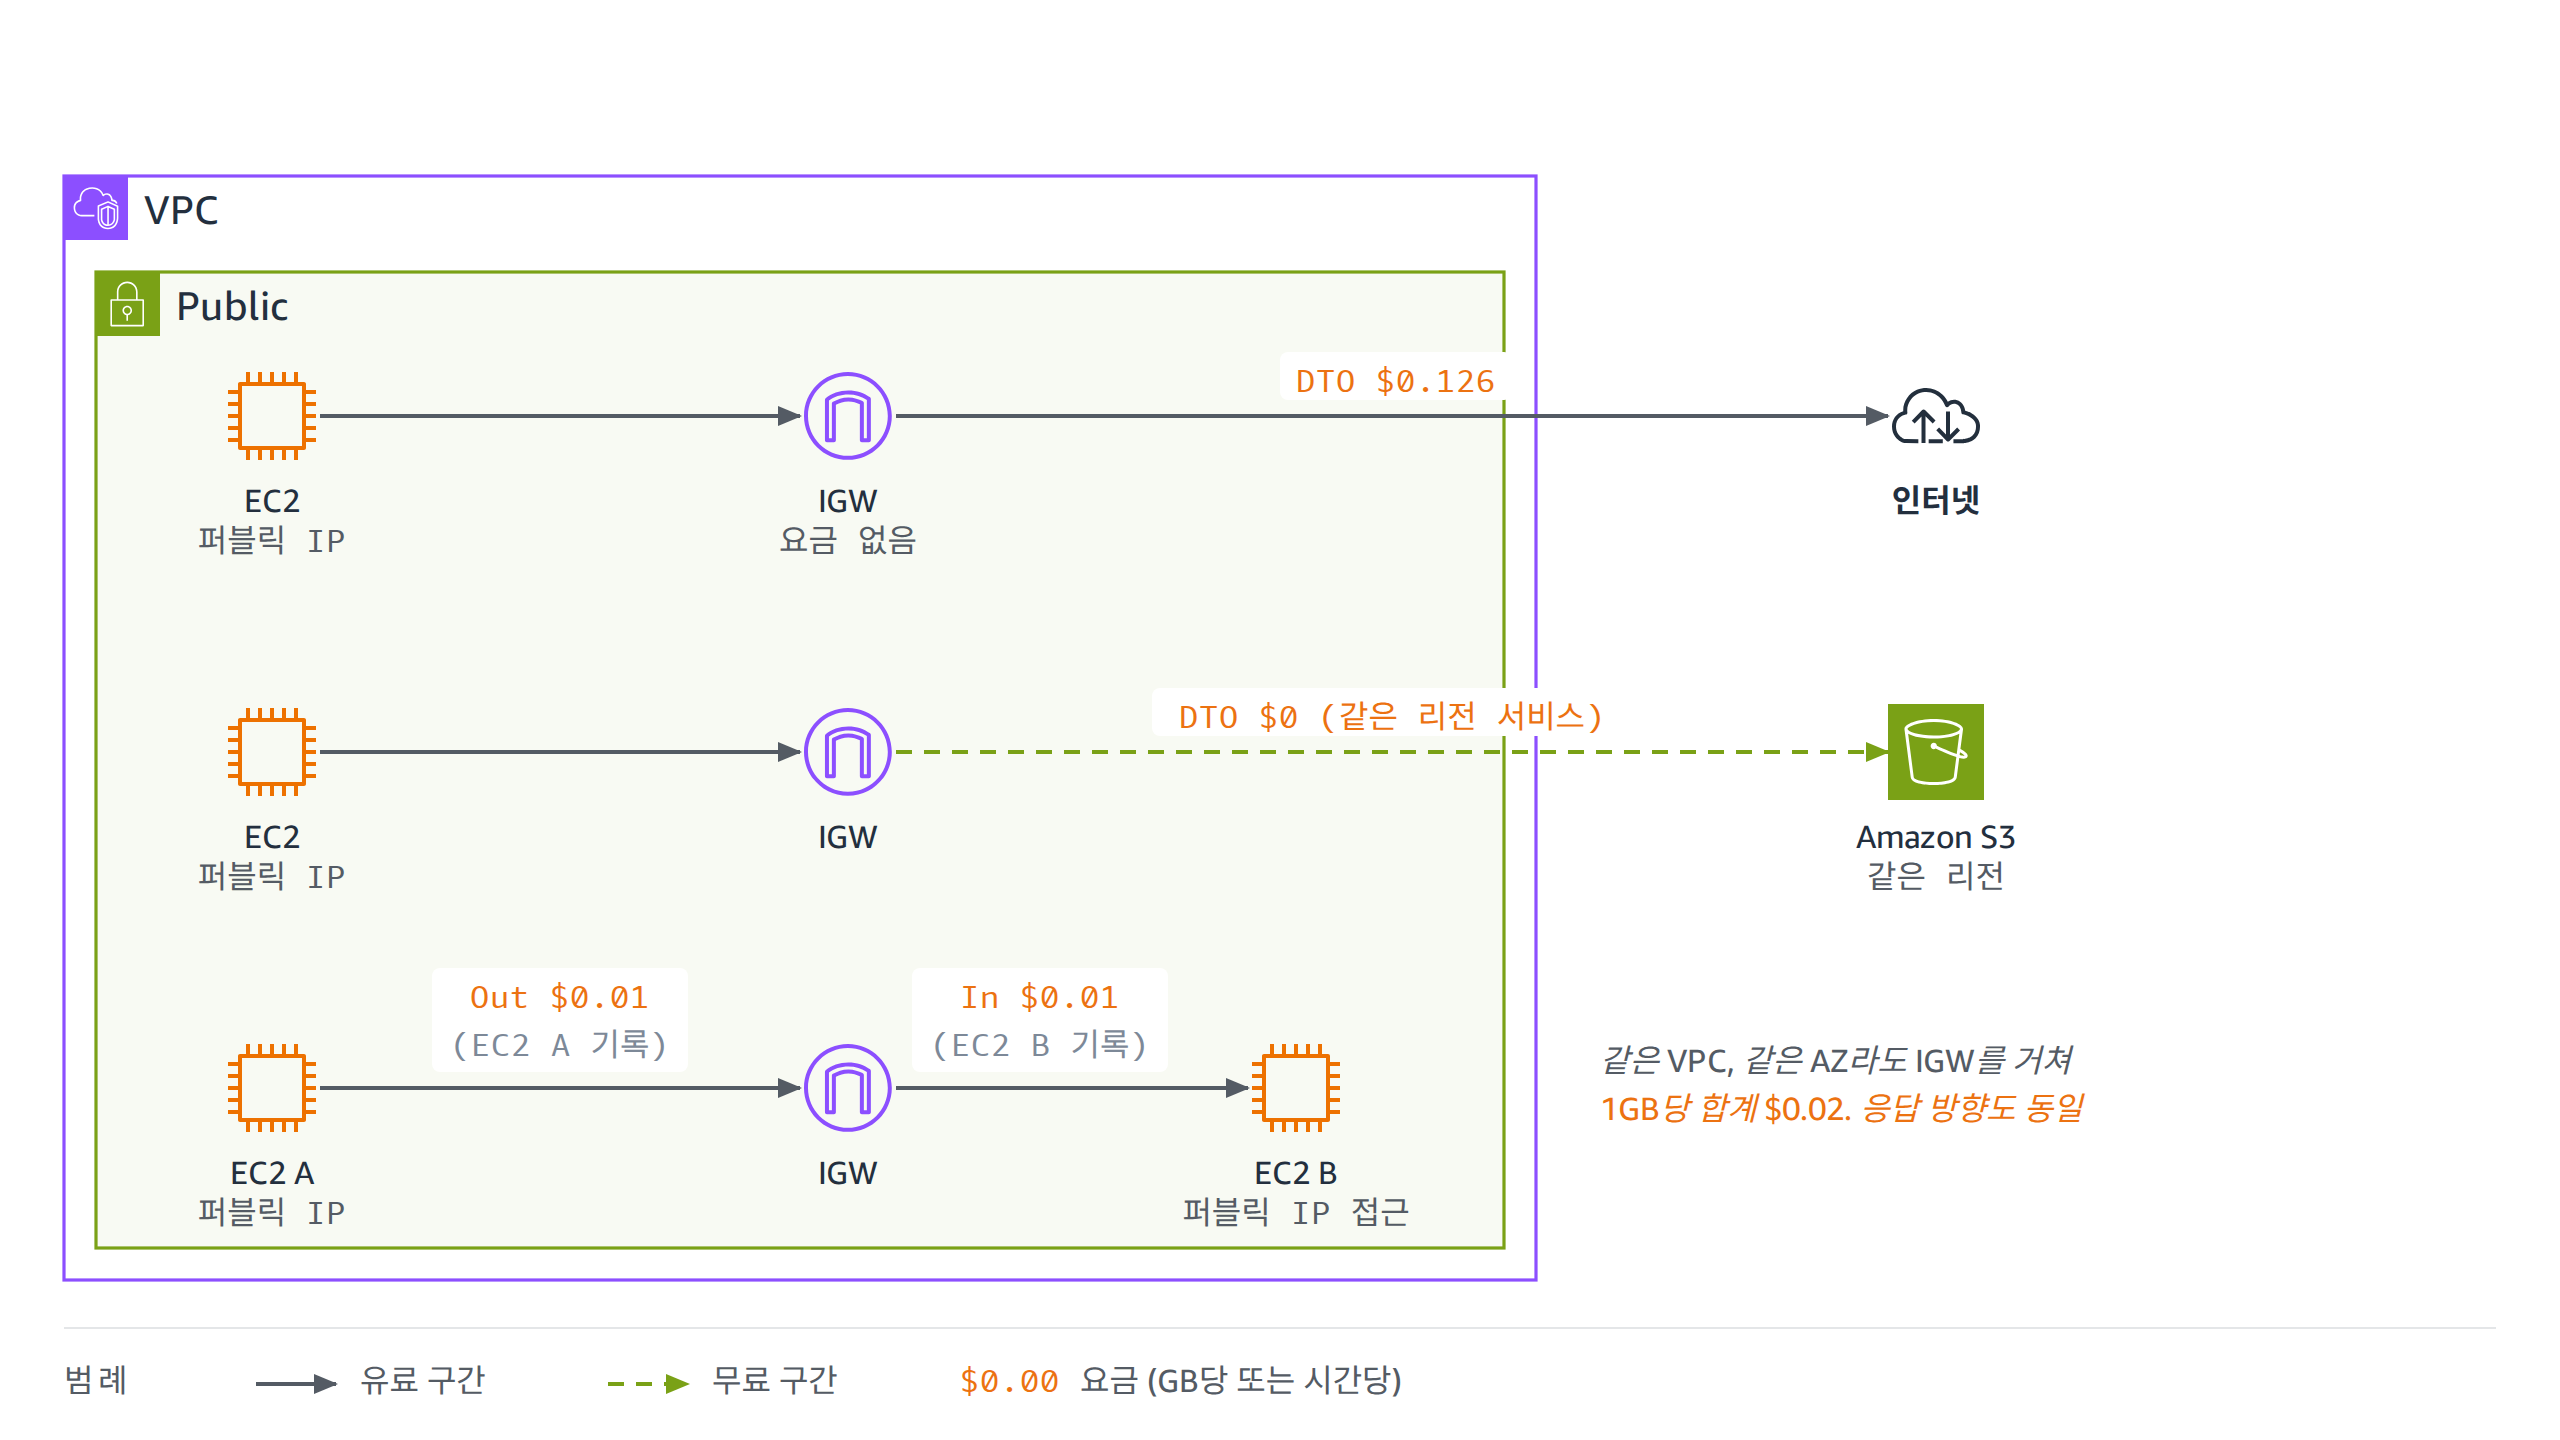 VPC
Public
DTO $0.126
EC2
퍼블릭 IP
IGW
요금 없음
인터넷
DTO $0 (같은 리전 서비스)
EC2
퍼블릭 IP
IGW
Amazon S3
같은 리전
Out $0.01
(EC2 A 기록)
In $0.01
(EC2 B 기록)
EC2 A
퍼블릭 IP
IGW
EC2 B
퍼블릭 IP 접근
같은 VPC, 같은 AZ라도 IGW를 거쳐
1GB당 합계 $0.02. 응답 방향도 동일
범례
유료 구간
무료 구간
$0.00 요금 (GB당 또는 시간당)